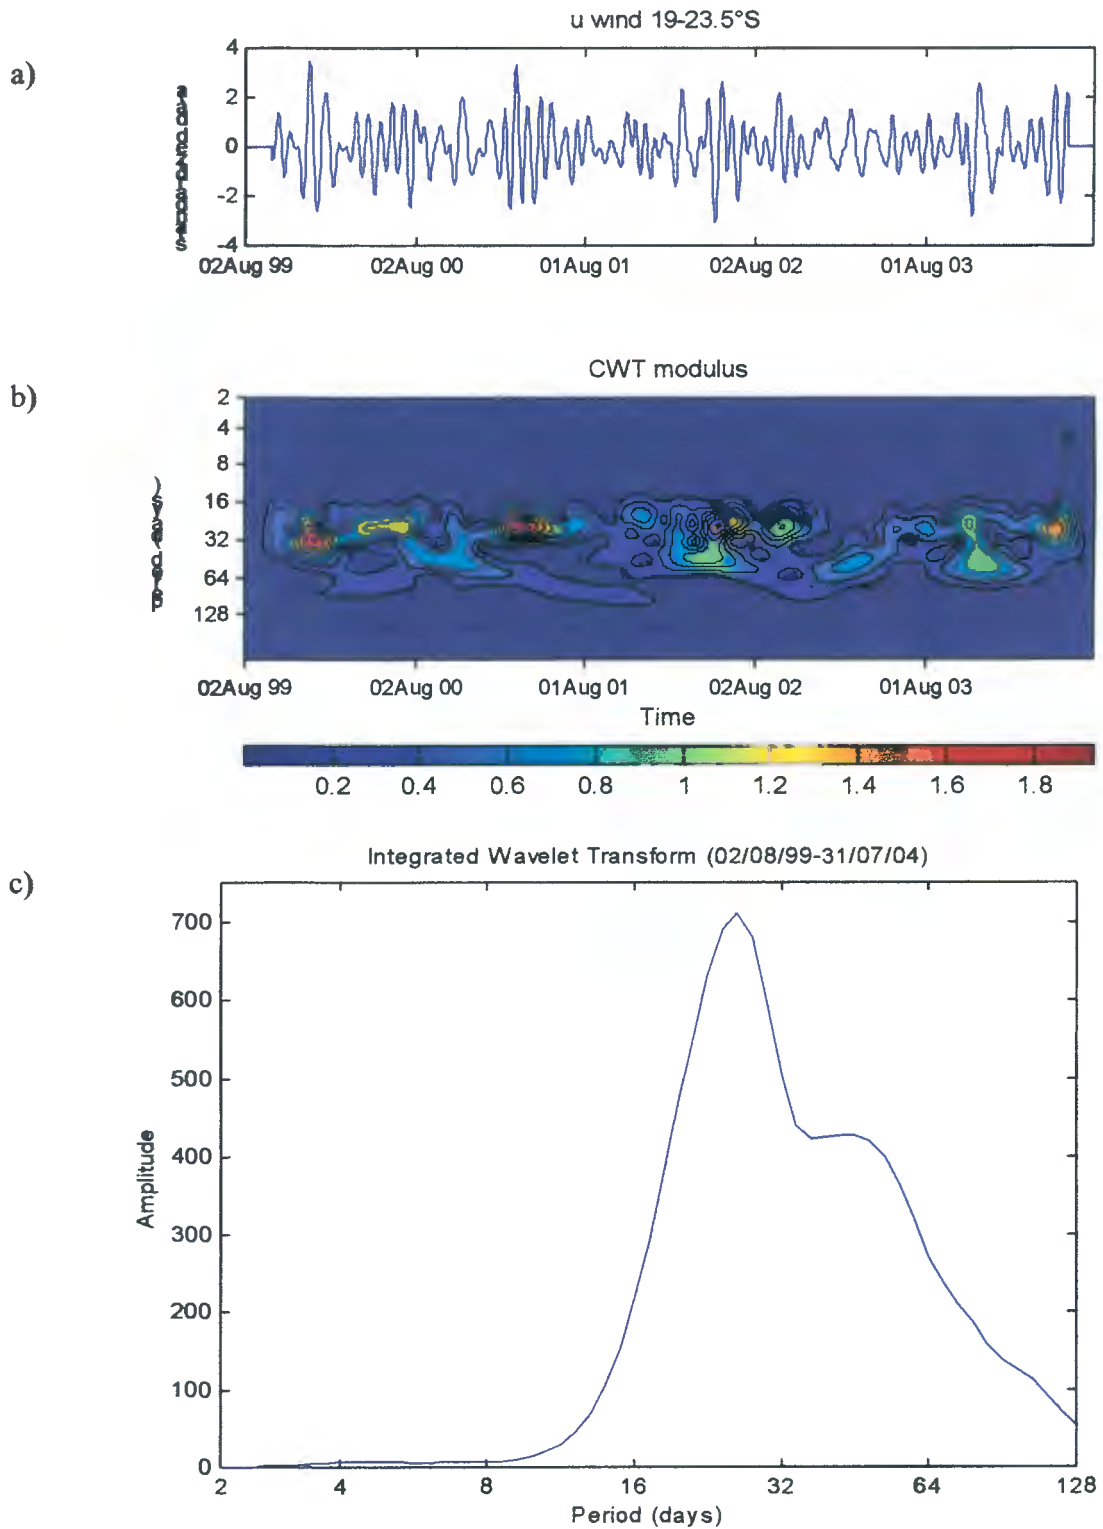 u wind 19-23.5°S
a)
4
2
0
-2
-4
02Aug 99 02Aug 00 01Aug 01 02Aug 02 01Aug 03
CWT modulus
b)
2
4
8
16
32
64
128
02Aug 99 02Aug 00 01Aug 01 02Aug 02 01Aug 03
Time
0.2 0.4 0.6 0.8 1 1.2 1.4 1.6 1.8
Integrated Wavelet Transform (02/08/99-31/07/04)
c)
700
600
500
400
300
200
100
0
Amplitude
2 4 8 16 32 64 128
Period (days)